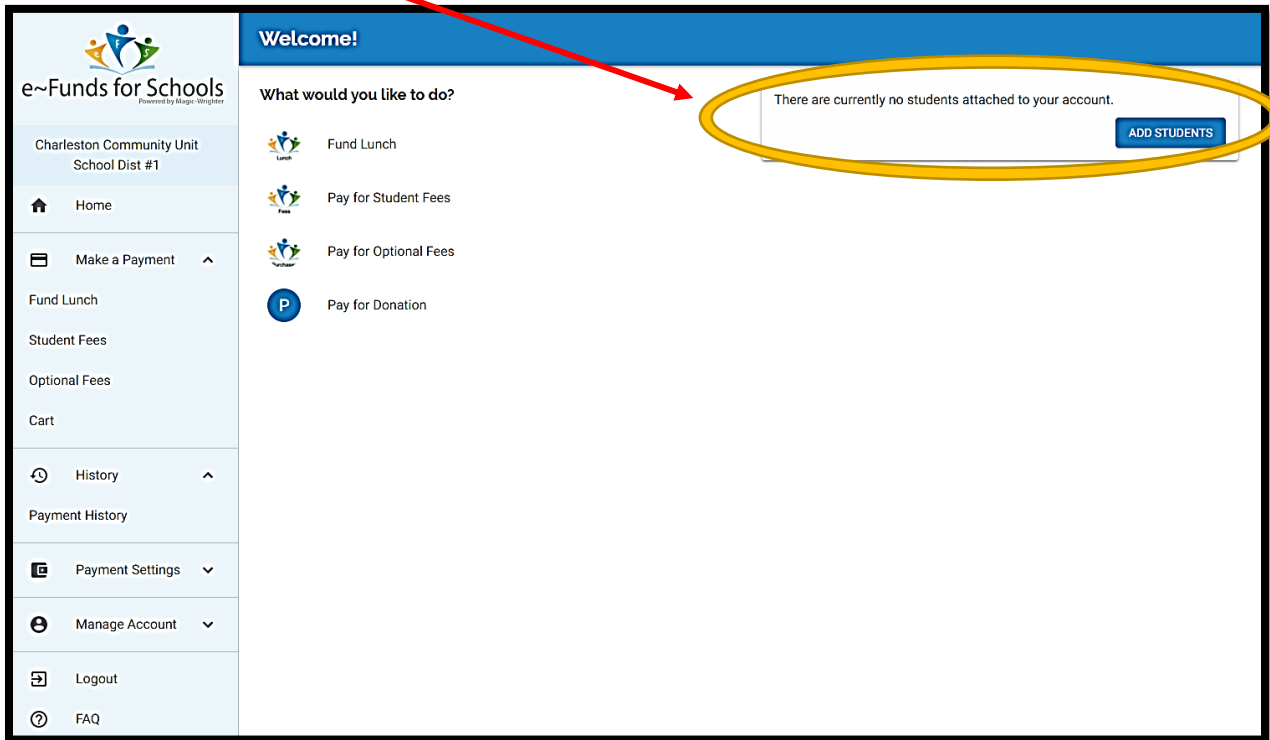 e F S
e~Funds for Schools
Powered by Magic-Wrighter
Charleston Community Unit
School Dist #1
Home
Make a Payment
Fund Lunch
Student Fees
Optional Fees
Cart
History
Payment History
Payment Settings
Manage Account
Logout
FAQ
Welcome!
What would you like to do?
Lunch
Fund Lunch
Fees
Pay for Student Fees
Pay for Optional Fees
P
Pay for Donation
There are currently no students attached to your account.
ADD STUDENTS